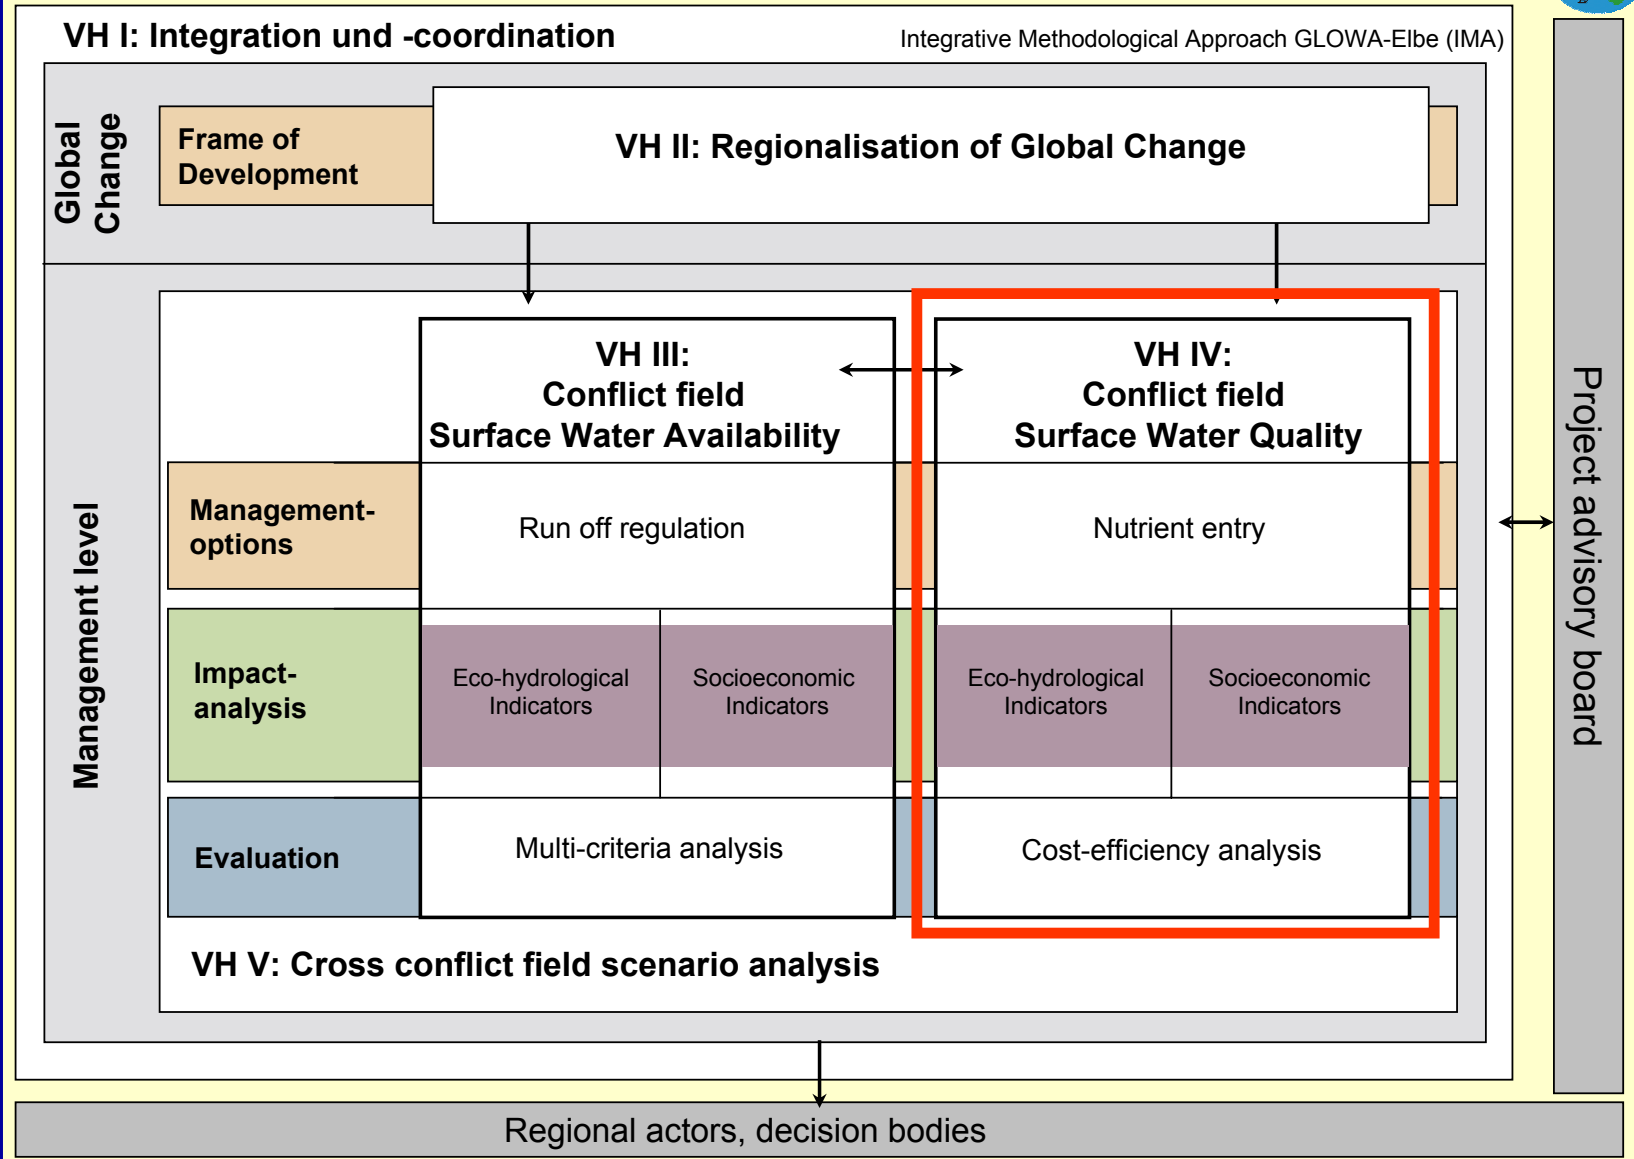 VH I: Integration und -coordination
Integrative Methodological Approach GLOWA-Elbe (IMA)
Global
Change
Frame of
Development
VH II: Regionalisation of Global Change
Management level
VH III:
Conflict field
Surface Water Availability
VH IV:
Conflict field
Surface Water Quality
Management-
options
Run off regulation
Nutrient entry
Impact-
analysis
Eco-hydrological
Indicators
Socioeconomic
Indicators
Eco-hydrological
Indicators
Socioeconomic
Indicators
Evaluation
Multi-criteria analysis
Cost-efficiency analysis
VH V: Cross conflict field scenario analysis
Project advisory board
Regional actors, decision bodies